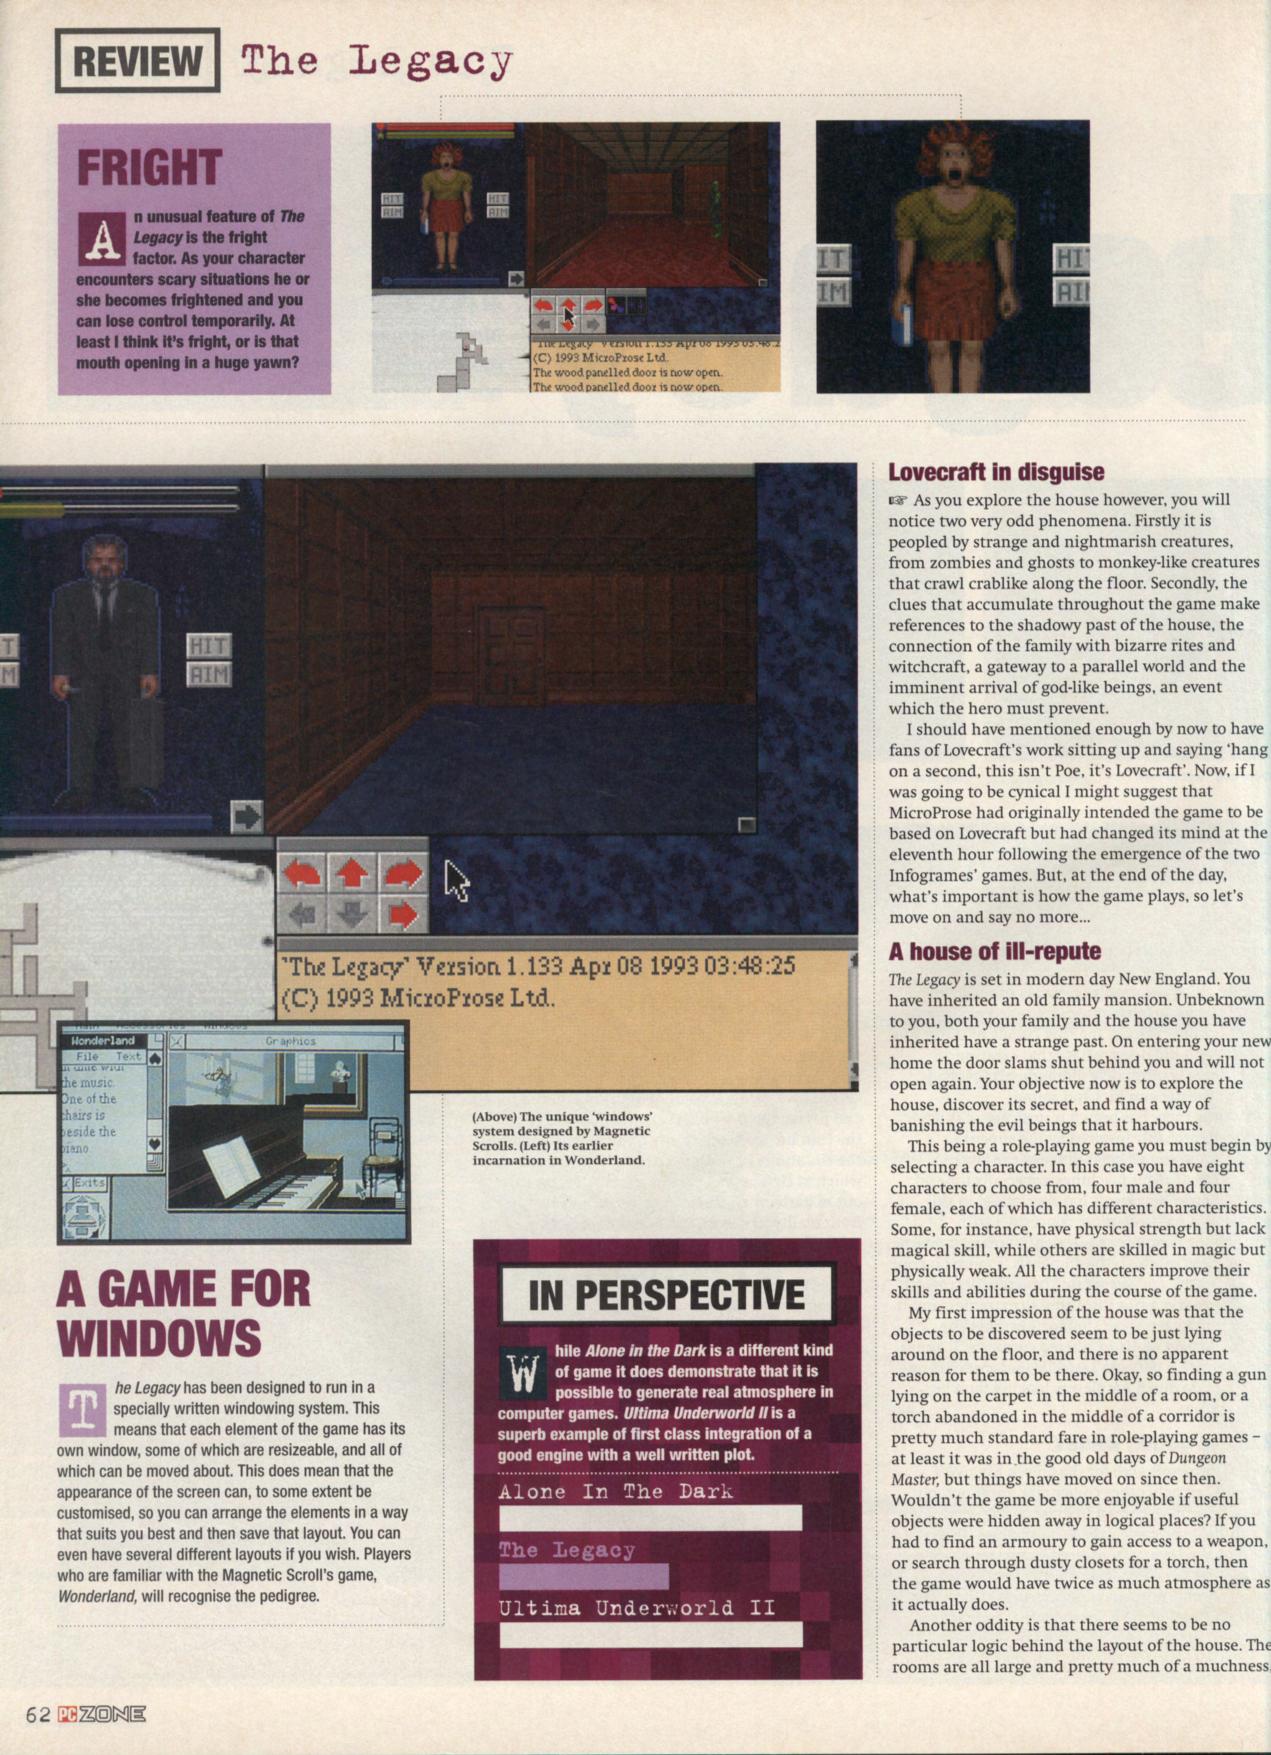 REVIEW The Legacy
FRIGHT
An unusual feature of The
Legacy is the fright
factor. As your character
encounters scary situations he or
she becomes frightened and you
can lose control temporarily. At
least I think it's fright, or is that
mouth opening in a huge yawn?
HIT HIT
AIM AIM
'The Legacy' Version 1.133 Apr 08 1993 03:48:2
(C) 1993 MicroProse Ltd.
The wood panelled door is now open.
The wood panelled door is now open.
IT HI
IM AI
T HIT
M AIM
'The Legacy' Version 1.133 Apr 08 1993 03:48:25
(C) 1993 MicroProse Ltd.
Wonderland
File Text
the music.
One of the
chairs is
beside the
piano
Exits
Graphics
(Above) The unique 'windows'
system designed by Magnetic
Scrolls. (Left) Its earlier
incarnation in Wonderland.
A GAME FOR
WINDOWS
The Legacy has been designed to run in a
specially written windowing system. This
means that each element of the game has its
own window, some of which are resizeable, and all of
which can be moved about. This does mean that the
appearance of the screen can, to some extent be
customised, so you can arrange the elements in a way
that suits you best and then save that layout. You can
even have several different layouts if you wish. Players
who are familiar with the Magnetic Scroll's game,
Wonderland, will recognise the pedigree.
IN PERSPECTIVE
While Alone in the Dark is a different kind
of game it does demonstrate that it is
possible to generate real atmosphere in
computer games. Ultima Underworld II is a
superb example of first class integration of a
good engine with a well written plot.
Alone In The Dark
The Legacy
Ultima Underworld II
Lovecraft in disguise
☞ As you explore the house however, you will
notice two very odd phenomena. Firstly it is
peopled by strange and nightmarish creatures,
from zombies and ghosts to monkey-like creatures
that crawl crablike along the floor. Secondly, the
clues that accumulate throughout the game make
references to the shadowy past of the house, the
connection of the family with bizarre rites and
witchcraft, a gateway to a parallel world and the
imminent arrival of god-like beings, an event
which the hero must prevent.
I should have mentioned enough by now to have
fans of Lovecraft's work sitting up and saying 'hang
on a second, this isn't Poe, it's Lovecraft'. Now, if I
was going to be cynical I might suggest that
MicroProse had originally intended the game to be
based on Lovecraft but had changed its mind at the
eleventh hour following the emergence of the two
Infogrames' games. But, at the end of the day,
what's important is how the game plays, so let's
move on and say no more...
A house of ill-repute
The Legacy is set in modern day New England. You
have inherited an old family mansion. Unbeknown
to you, both your family and the house you have
inherited have a strange past. On entering your new
home the door slams shut behind you and will not
open again. Your objective now is to explore the
house, discover its secret, and find a way of
banishing the evil beings that it harbours.
This being a role-playing game you must begin by
selecting a character. In this case you have eight
characters to choose from, four male and four
female, each of which has different characteristics.
Some, for instance, have physical strength but lack
magical skill, while others are skilled in magic but
physically weak. All the characters improve their
skills and abilities during the course of the game.
My first impression of the house was that the
objects to be discovered seem to be just lying
around on the floor, and there is no apparent
reason for them to be there. Okay, so finding a gun
lying on the carpet in the middle of a room, or a
torch abandoned in the middle of a corridor is
pretty much standard fare in role-playing games –
at least it was in the good old days of Dungeon
Master, but things have moved on since then.
Wouldn't the game be more enjoyable if useful
objects were hidden away in logical places? If you
had to find an armoury to gain access to a weapon,
or search through dusty closets for a torch, then
the game would have twice as much atmosphere as
it actually does.
Another oddity is that there seems to be no
particular logic behind the layout of the house. The
rooms are all large and pretty much of a muchness,
62 PC ZONE